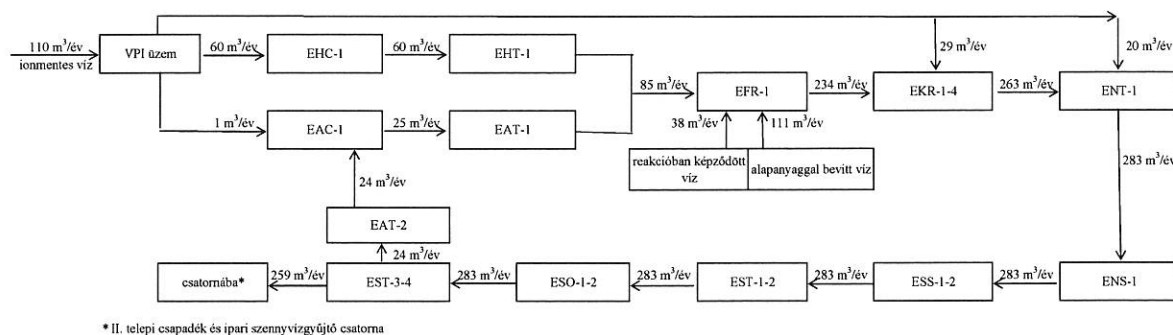 110 m³/év
ionmentes víz
VPI üzem
60 m³/év
EHC-1
60 m³/év
EHT-1
1 m³/év
EAC-1
25 m³/év
EAT-1
85 m³/év
EFR-1
234 m³/év
EKR-1-4
29 m³/év
263 m³/év
ENT-1
20 m³/év
38 m³/év
111 m³/év
reakcióban képződött
víz
alapanyaggal bevitt víz
24 m³/év
EAT-2
24 m³/év
283 m³/év
csatornába*
259 m³/év
EST-3-4
283 m³/év
ESO-1-2
283 m³/év
EST-1-2
283 m³/év
ESS-1-2
283 m³/év
ENS-1
* II. telepi csapadék és ipari szennyvízgyűjtő csatorna